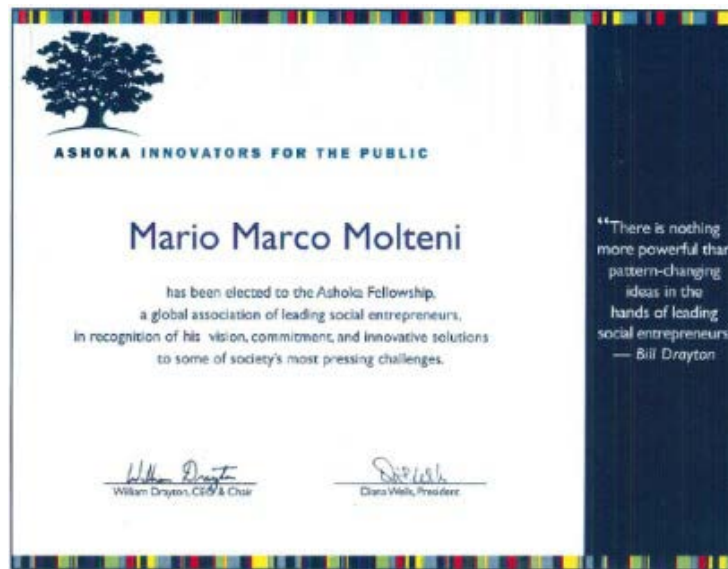 ASHOKA INNOVATORS FOR THE PUBLIC
Mario Marco Molteni
has been elected to the Ashoka Fellowship,
a global association of leading social entrepreneurs,
in recognition of his vision, commitment, and innovative solutions
to some of society's most pressing challenges.
William Drayton
William Drayton, CEO & Chair
Diana Wells, President
“There is nothing
more powerful than
pattern-changing
ideas in the
hands of leading
social entrepreneurs
— Bill Drayton